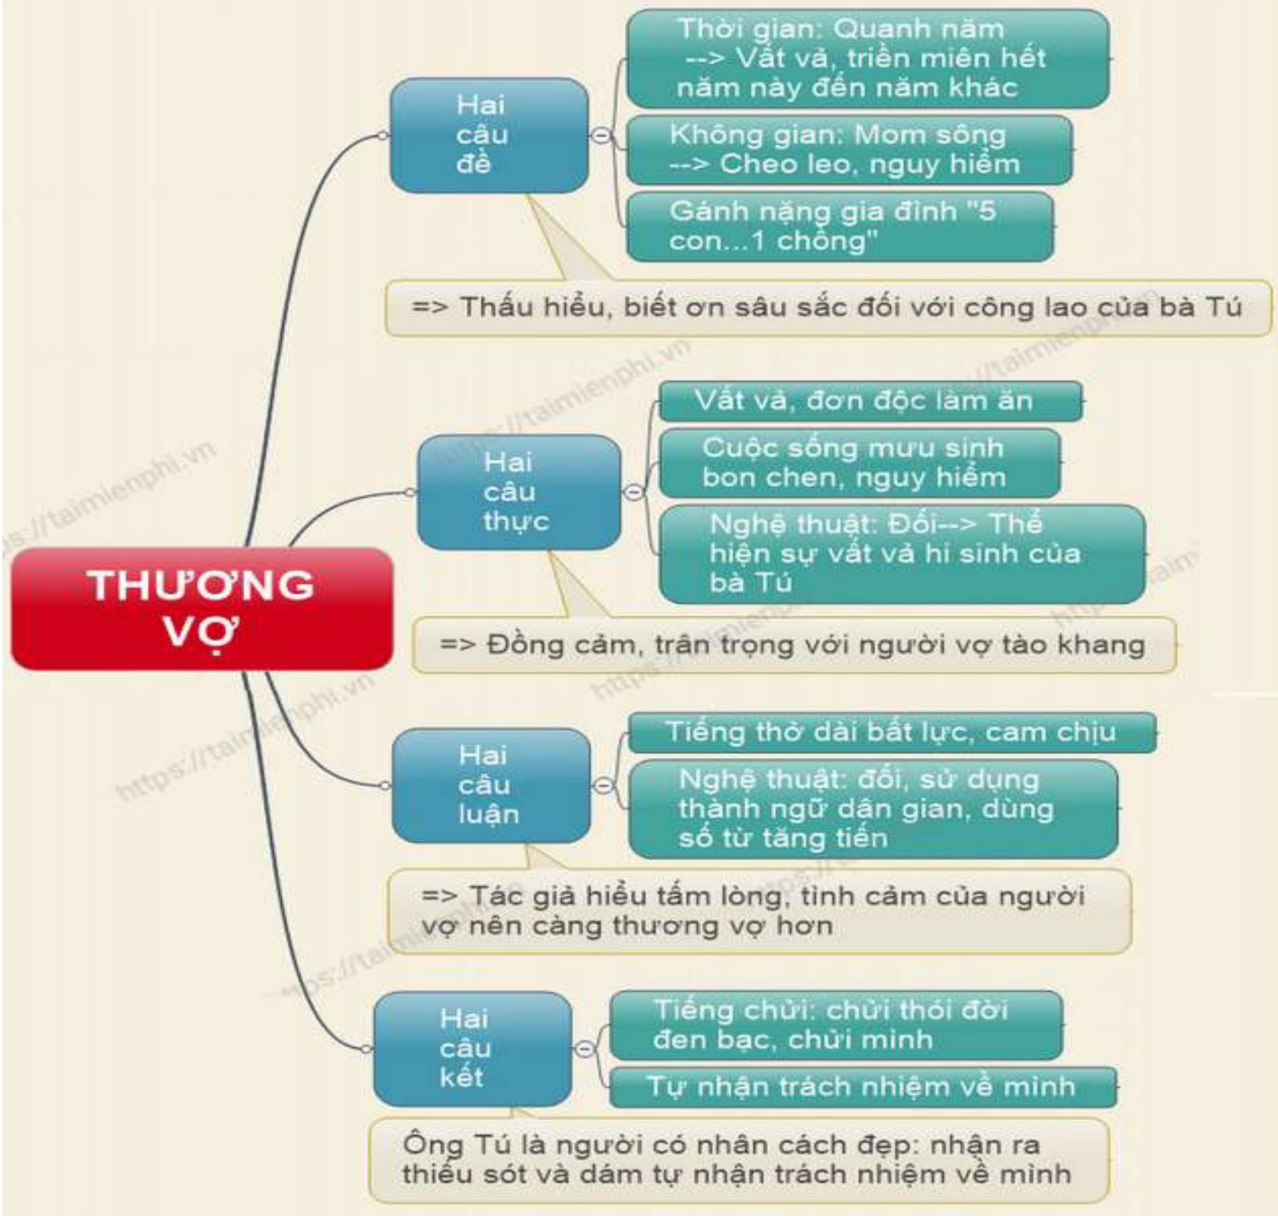 THƯƠNG
VỢ
Hai
câu
đề
Thời gian: Quanh năm
--> Vất vả, triền miên hết
năm này đến năm khác
Không gian: Mom sông
--> Cheo leo, nguy hiểm
Gánh nặng gia đình "5
con...1 chồng"
=> Thấu hiểu, biết ơn sâu sắc đối với công lao của bà Tú
Hai
câu
thực
Vất vả, đơn độc làm ăn
Cuộc sống mưu sinh
bon chen, nguy hiểm
Nghệ thuật: Đối--> Thể
hiện sự vất vả hi sinh của
bà Tú
=> Đồng cảm, trân trọng với người vợ tào khang
Hai
câu
luận
Tiếng thở dài bất lực, cam chịu
Nghệ thuật: đối, sử dụng
thành ngữ dân gian, dùng
số từ tăng tiến
=> Tác giả hiểu tấm lòng, tình cảm của người
vợ nên càng thương vợ hơn
Hai
câu
kết
Tiếng chửi: chửi thói đời
đen bạc, chửi mình
Tự nhận trách nhiệm về mình
Ông Tú là người có nhân cách đẹp: nhận ra
thiếu sót và dám tự nhận trách nhiệm về mình
https://taimienphi.vn